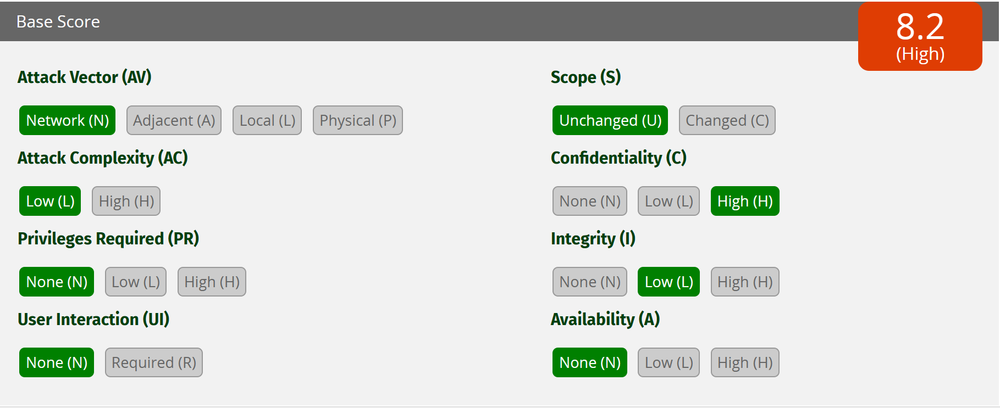 Base Score
8.2
(High)
Attack Vector (AV)
Network (N) Adjacent (A) Local (L) Physical (P)
Attack Complexity (AC)
Low (L) High (H)
Privileges Required (PR)
None (N) Low (L) High (H)
User Interaction (UI)
None (N) Required (R)
Scope (S)
Unchanged (U) Changed (C)
Confidentiality (C)
None (N) Low (L) High (H)
Integrity (I)
None (N) Low (L) High (H)
Availability (A)
None (N) Low (L) High (H)